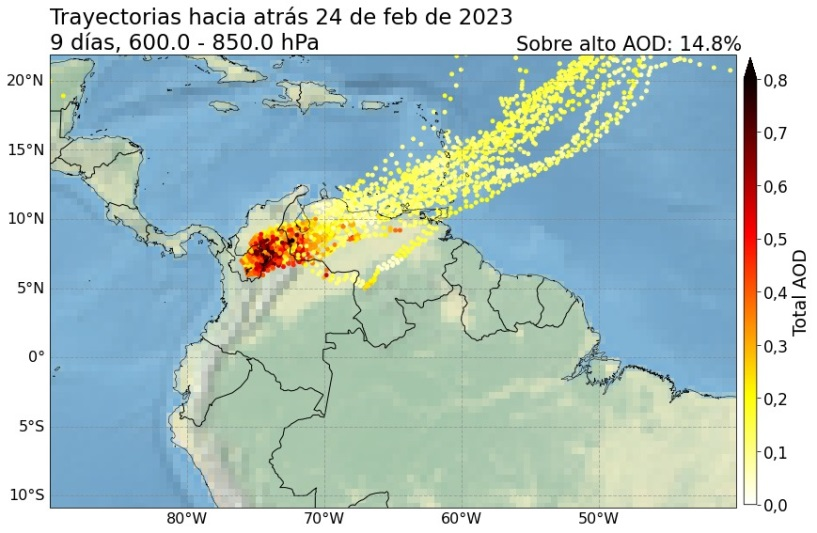 Trayectorias hacia atrás 24 de feb de 2023
9 días, 600.0 - 850.0 hPa
Sobre alto AOD: 14.8%
20°N
15°N
10°N
5°N
0°
5°S
10°S
80°W
70°W
60°W
50°W
0,8
0,7
0,6
0,5
0,4
0,3
0,2
0,1
0,0
Total AOD